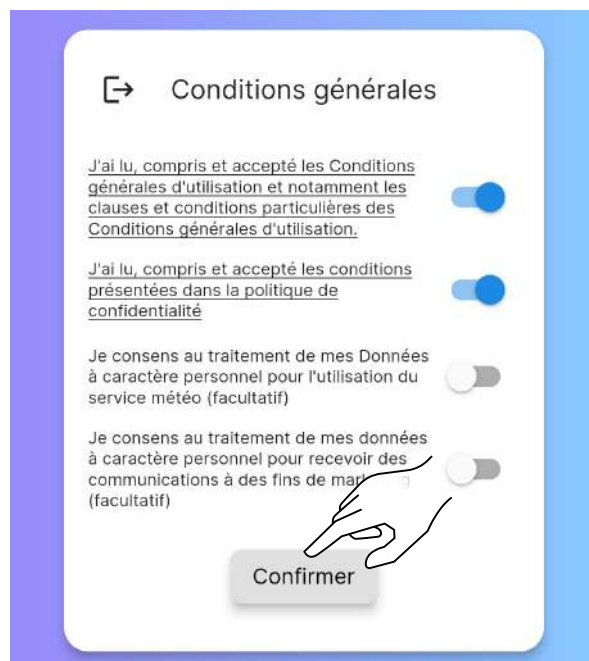 Conditions générales
J'ai lu, compris et accepté les Conditions
générales d'utilisation et notamment les
clauses et conditions particulières des
Conditions générales d'utilisation.
J'ai lu, compris et accepté les conditions
présentées dans la politique de
confidentialité
Je consens au traitement de mes Données
à caractère personnel pour l'utilisation du
service météo (facultatif)
Je consens au traitement de mes données
à caractère personnel pour recevoir des
communications à des fins de
(facultatif)
Confirmer